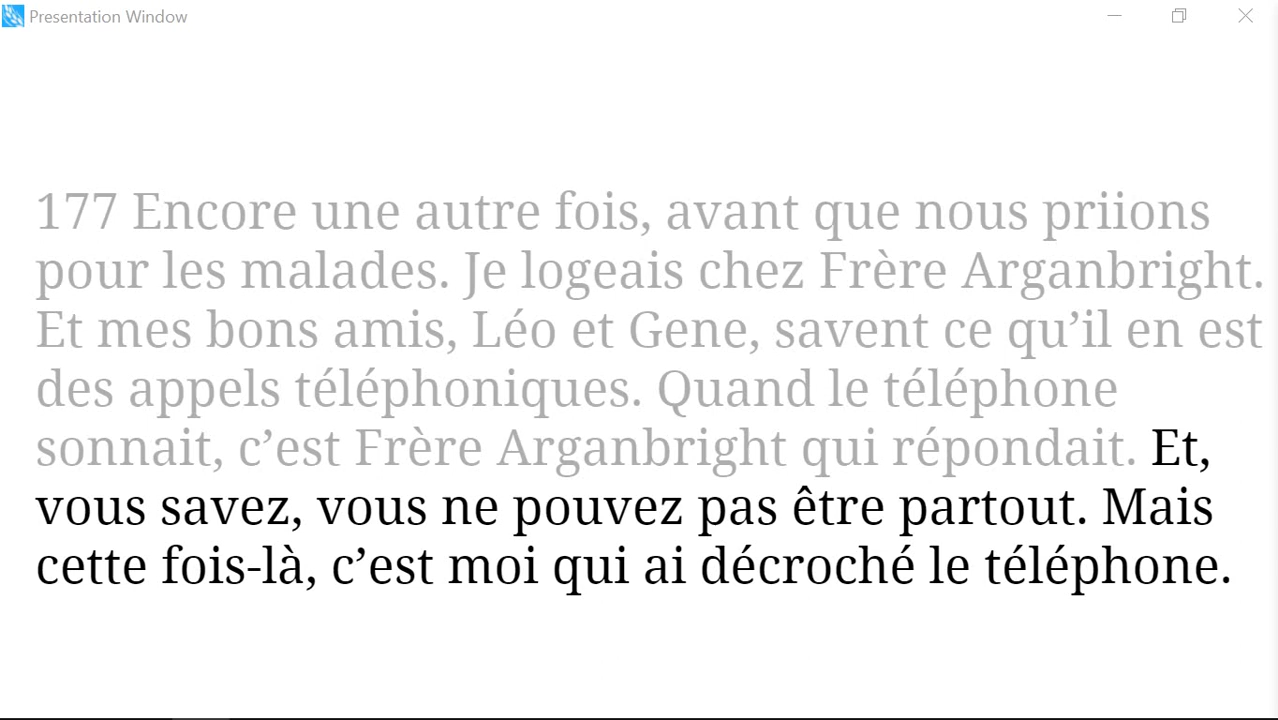 Presentation Window
177 Encore une autre fois, avant que nous priions
pour les malades. Je logeais chez Frère Arganbright.
Et mes bons amis, Léo et Gene, savent ce qu’il en est
des appels téléphoniques. Quand le téléphone
sonnait, c’est Frère Arganbright qui répondait. Et,
vous savez, vous ne pouvez pas être partout. Mais
cette fois-là, c’est moi qui ai décroché le téléphone.